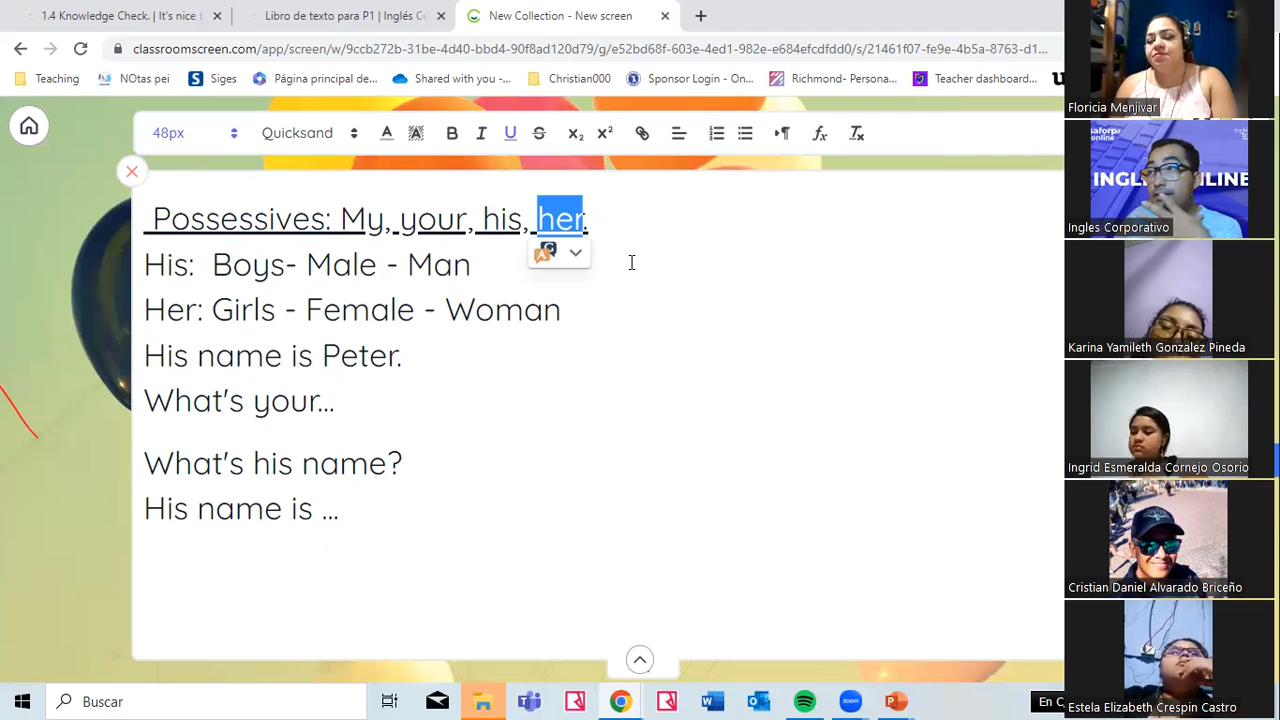 1.4 Knowledge Check. | It's nice t
Libro de texto para P1 | Inglés Co
New Collection - New screen
classroomscreen.com/app/screen/w/9ccb272b-31be-4bf0-bbd4-90f8ad120d79/g/e52bd68f-603e-4ed1-982e-e684efcdfdd0/s/21461f07-fe9e-4b5a-8763-d1...
Teaching
NOtas pei
Siges
Página principal de...
Shared with you -...
Christian000
Sponsor Login - On...
Richmond- Persona...
Teacher dashboard...
48px
Quicksand
Possessives: My, your, his, her.
His: Boys- Male - Man
Her: Girls - Female - Woman
His name is Peter.
What's your...
What's his name?
His name is ...
Floricia Menjivar
INGL ONLINE
Ingles Corporativo
Karina Yamileth Gonzalez Pineda
Ingrid Esmeralda Cornejo Osorio
Cristian Daniel Alvarado Briceño
Estela Elizabeth Crespin Castro
Buscar
zoom
En C